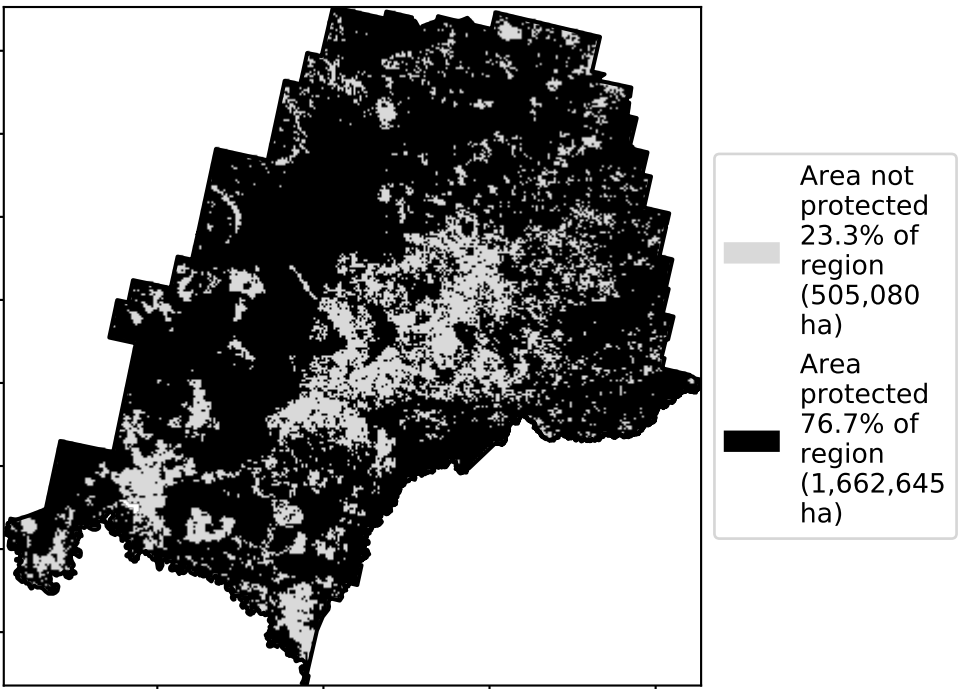 Area not
protected
23.3% of
region
(505,080
ha)
Area
protected
76.7% of
region
(1,662,645
ha)